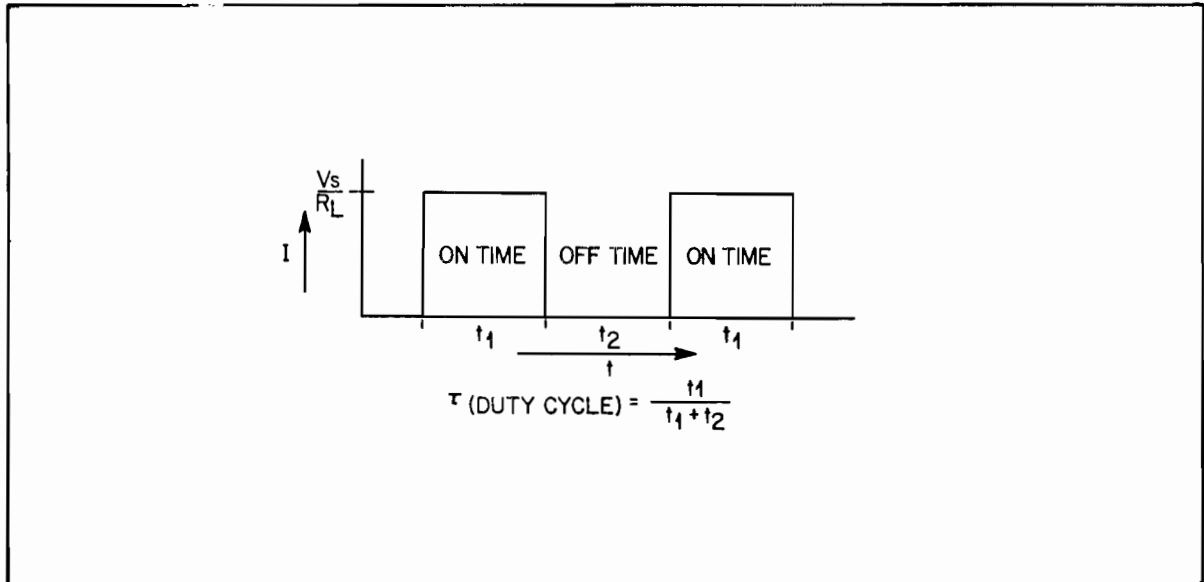 Vs
RL
I
ON TIME
OFF TIME
ON TIME
t1
t2
t1
t
τ (DUTY CYCLE) = t1
t1 + t2